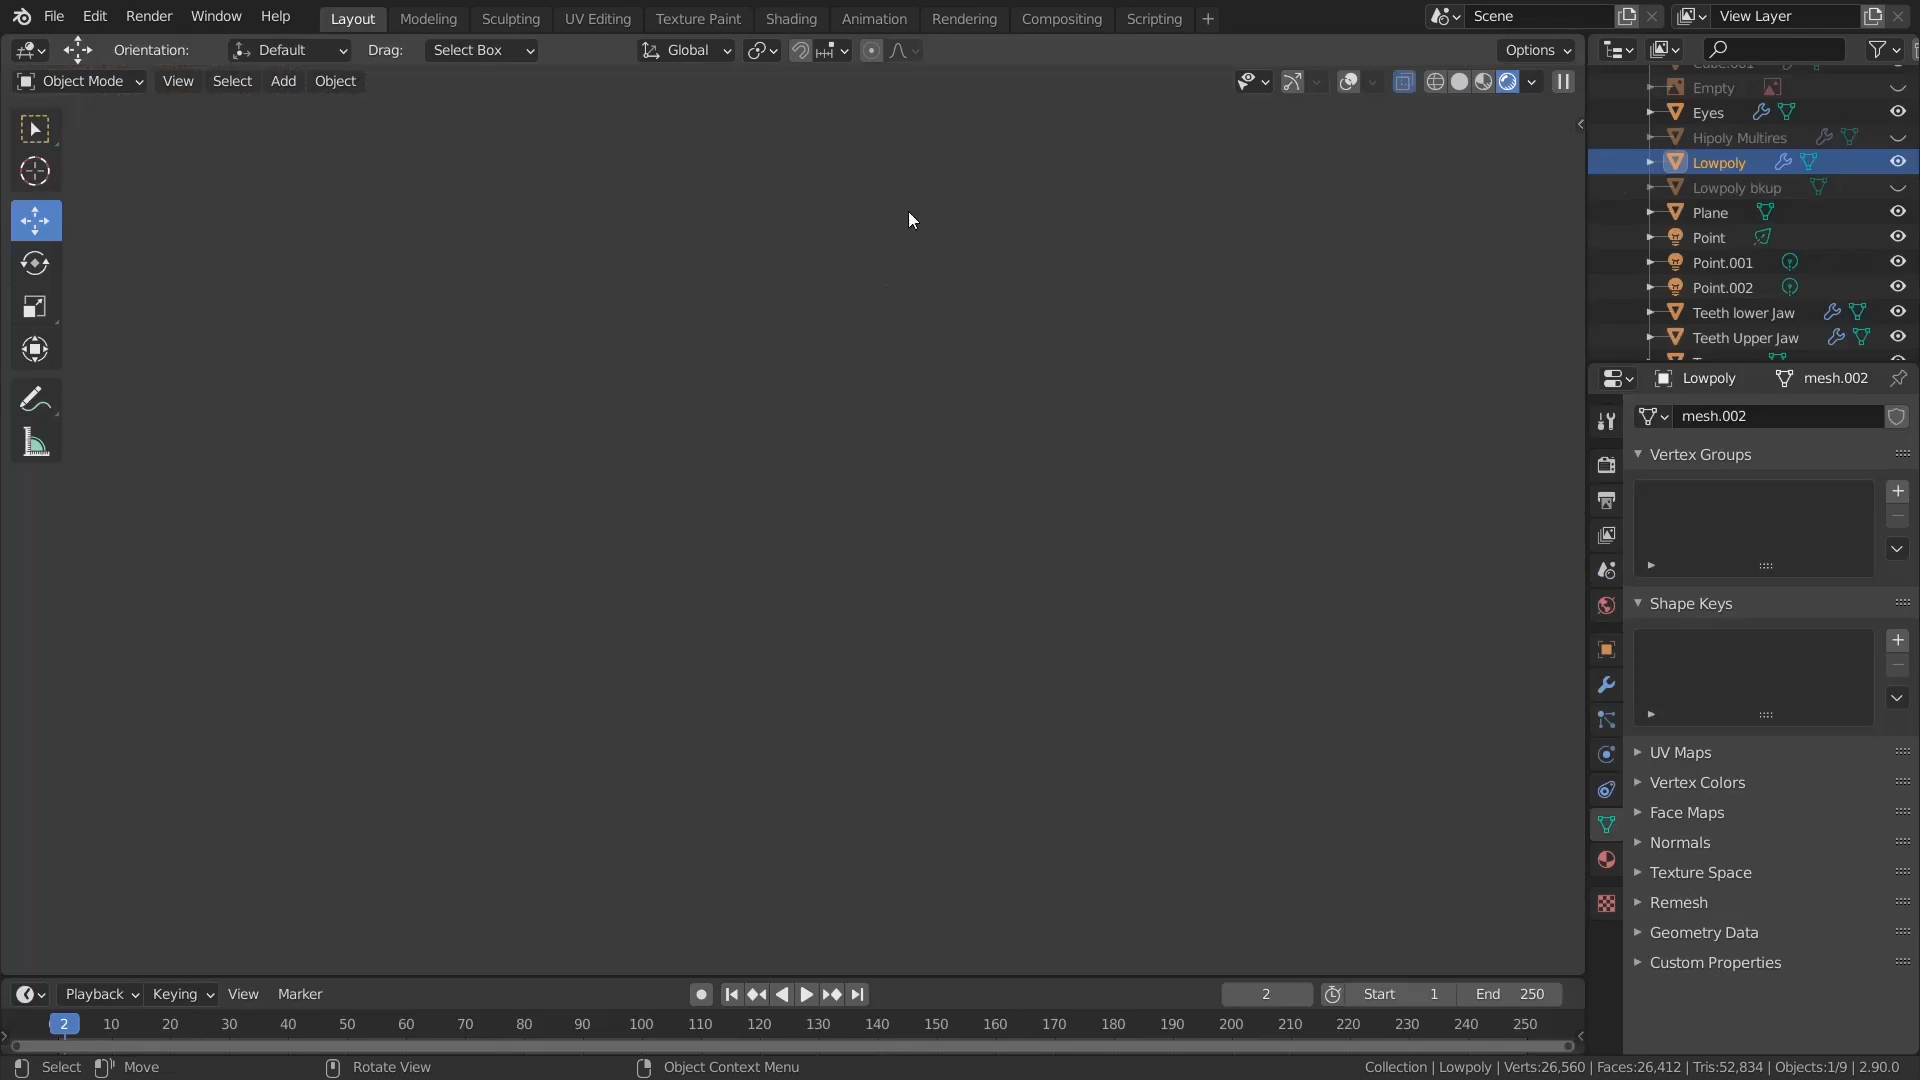 File Edit Render Window Help Layout Modeling Sculpting UV Editing Texture Paint Shading Animation Rendering Compositing Scripting + Scene View Layer
Orientation: Default Drag: Select Box Global Options
Object Mode View Select Add Object
Cube.001
Empty
Eyes
Hipoly Multires
Lowpoly
Lowpoly bkup
Plane
Point
Point.001
Point.002
Teeth lower Jaw
Teeth Upper Jaw
Lowpoly mesh.002
mesh.002
Vertex Groups
Shape Keys
UV Maps
Vertex Colors
Face Maps
Normals
Texture Space
Remesh
Geometry Data
Custom Properties
Playback Keying View Marker 2 Start 1 End 250
2 10 20 30 40 50 60 70 80 90 100 110 120 130 140 150 160 170 180 190 200 210 220 230 240 250
Select Move Rotate View Object Context Menu Collection | Lowpoly | Verts:26,560 | Faces:26,412 | Tris:52,834 | Objects:1/9 | 2.90.0